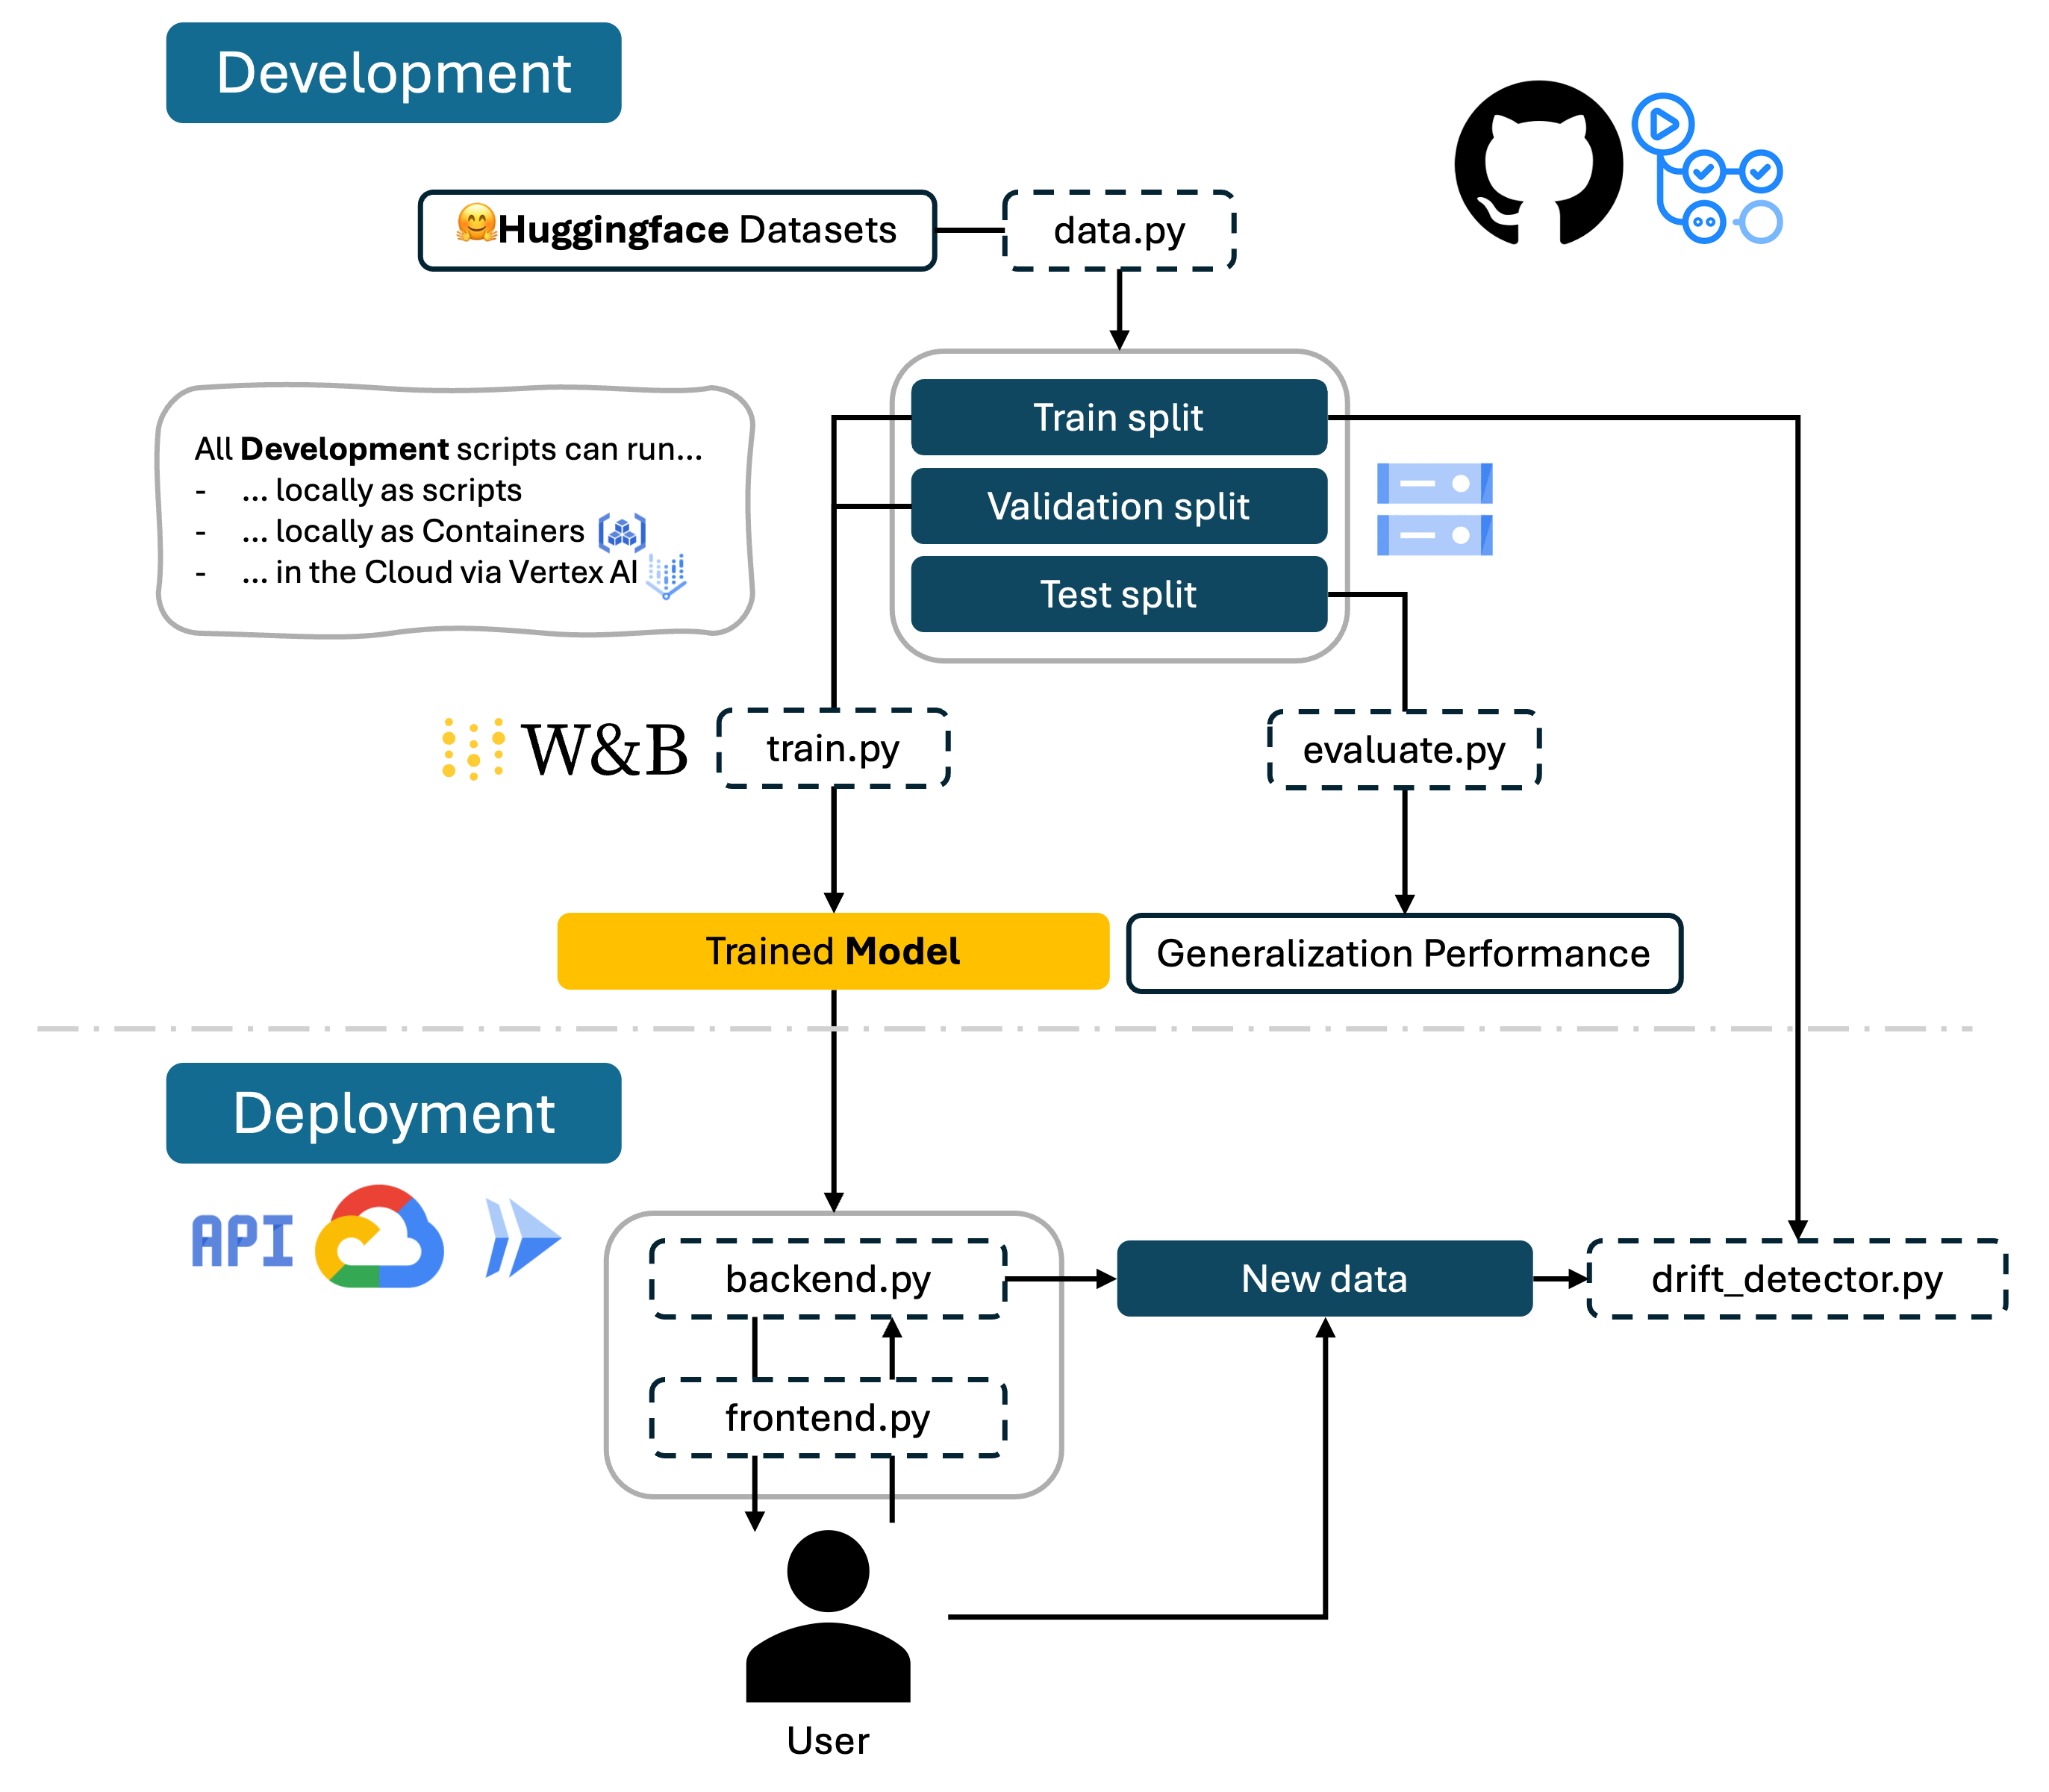 Development
Huggingface Datasets
data.py
Train split
All Development scripts can run...
- ... locally as scripts
- ... locally as Containers
- ... in the Cloud via Vertex AI
Validation split
Test split
W&B
train.py
evaluate.py
Trained Model
Generalization Performance
Deployment
API
backend.py
New data
drift_detector.py
frontend.py
User